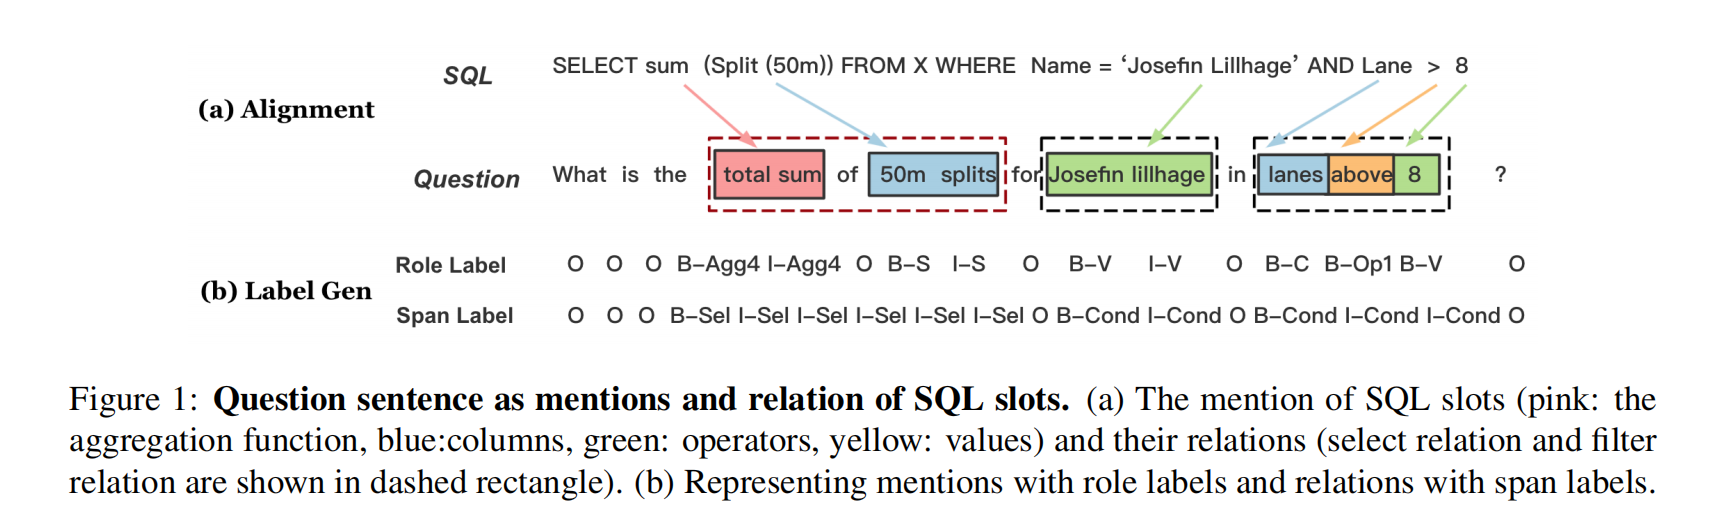 SQL SELECT sum (Split (50m)) FROM X WHERE Name = ‘Josefin Lillhage’ AND Lane > 8
(a) Alignment
Question What is the total sum of 50m splits for Josefin lillhage in lanes above 8 ?
Role Label O O O B–Agg4 I–Agg4 O B–S I–S O B–V I–V O B–C B–Op1 B–V O
(b) Label Gen
Span Label O O O B–Sel I–Sel I–Sel I–Sel I–Sel I–Sel O B–Cond I–Cond O B–Cond I–Cond I–Cond O
Figure 1: Question sentence as mentions and relation of SQL slots. (a) The mention of SQL slots (pink: the
aggregation function, blue:columns, green: operators, yellow: values) and their relations (select relation and filter
relation are shown in dashed rectangle). (b) Representing mentions with role labels and relations with span labels.